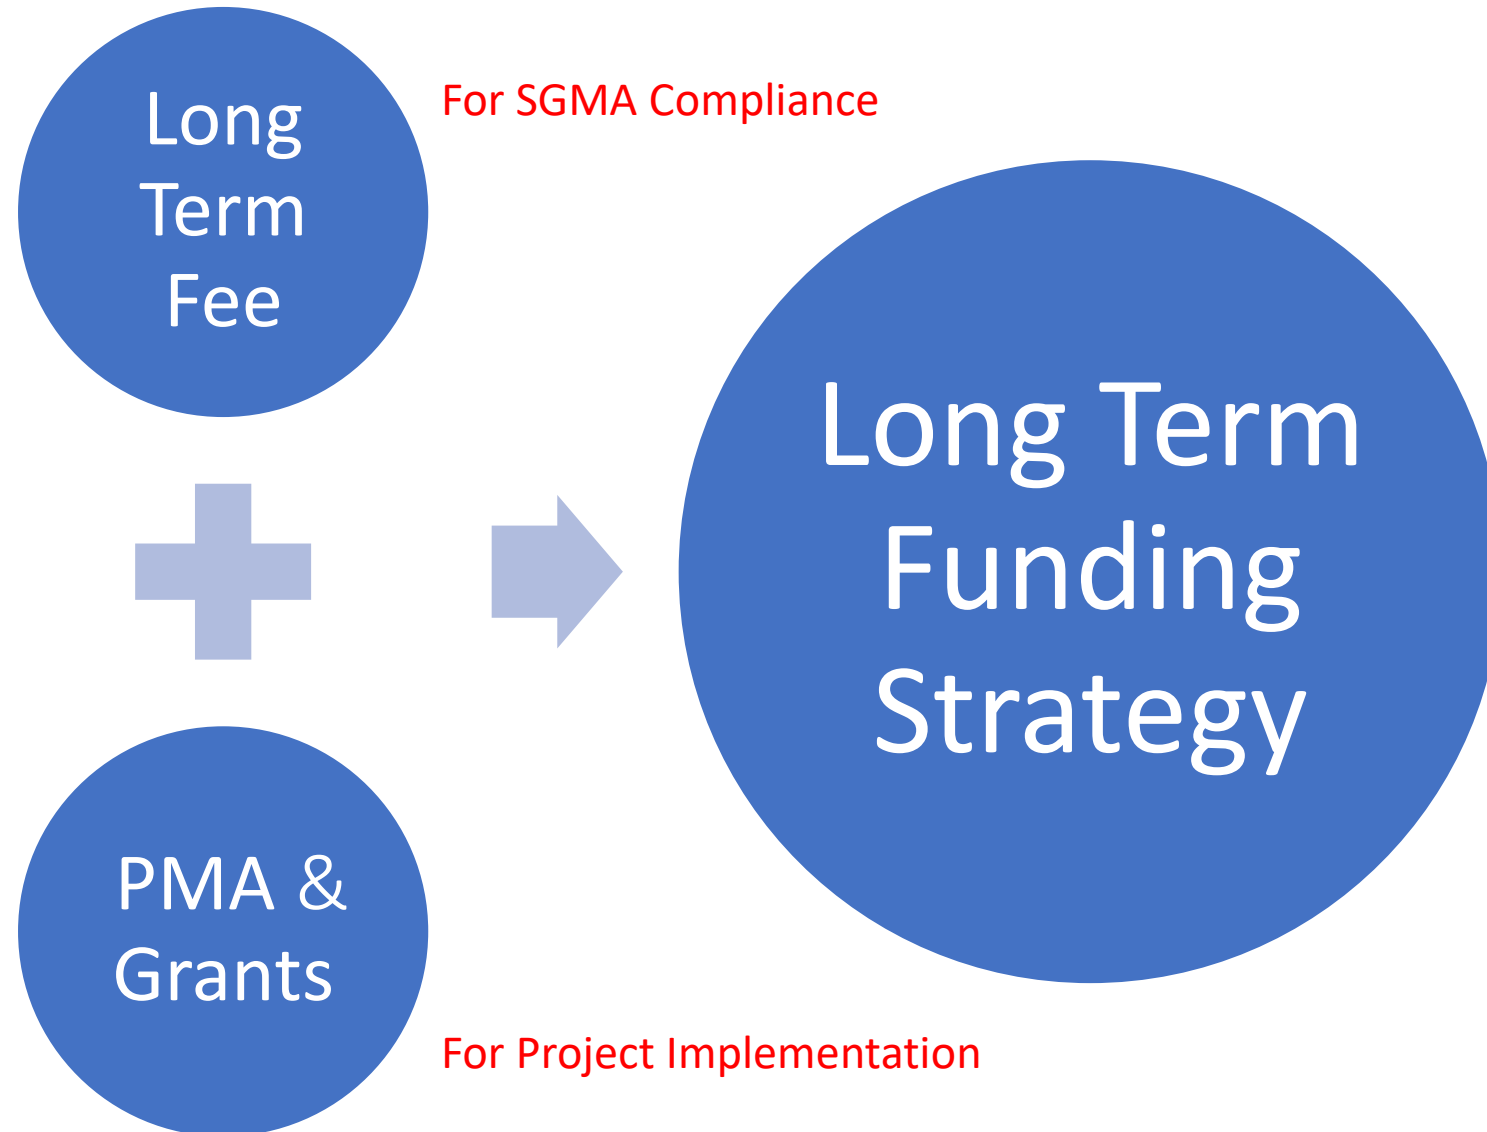 Long
Term
Fee
For SGMA Compliance
Long Term
Funding
Strategy
PMA &
Grants
For Project Implementation